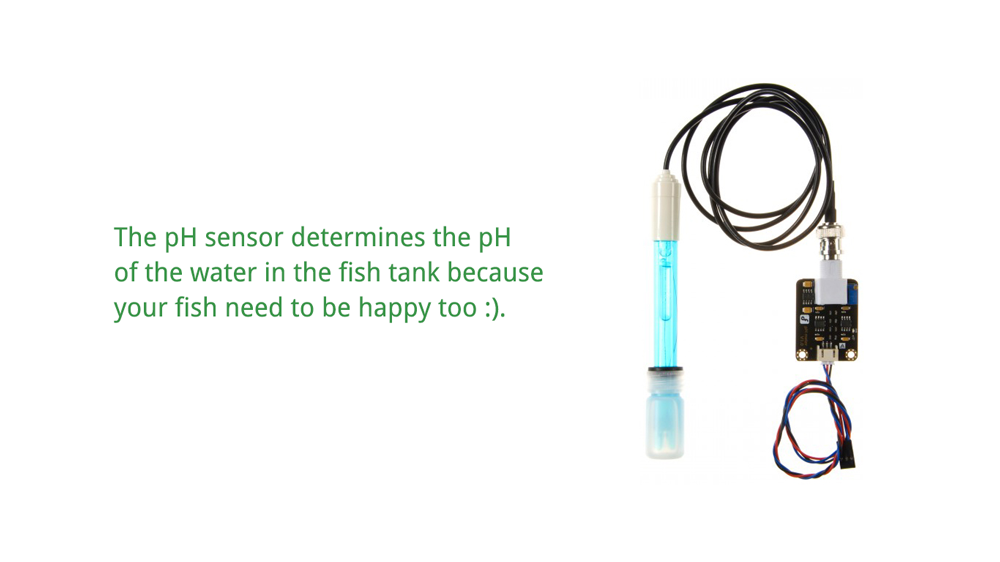 The pH sensor determines the pH
of the water in the fish tank because
your fish need to be happy too :).